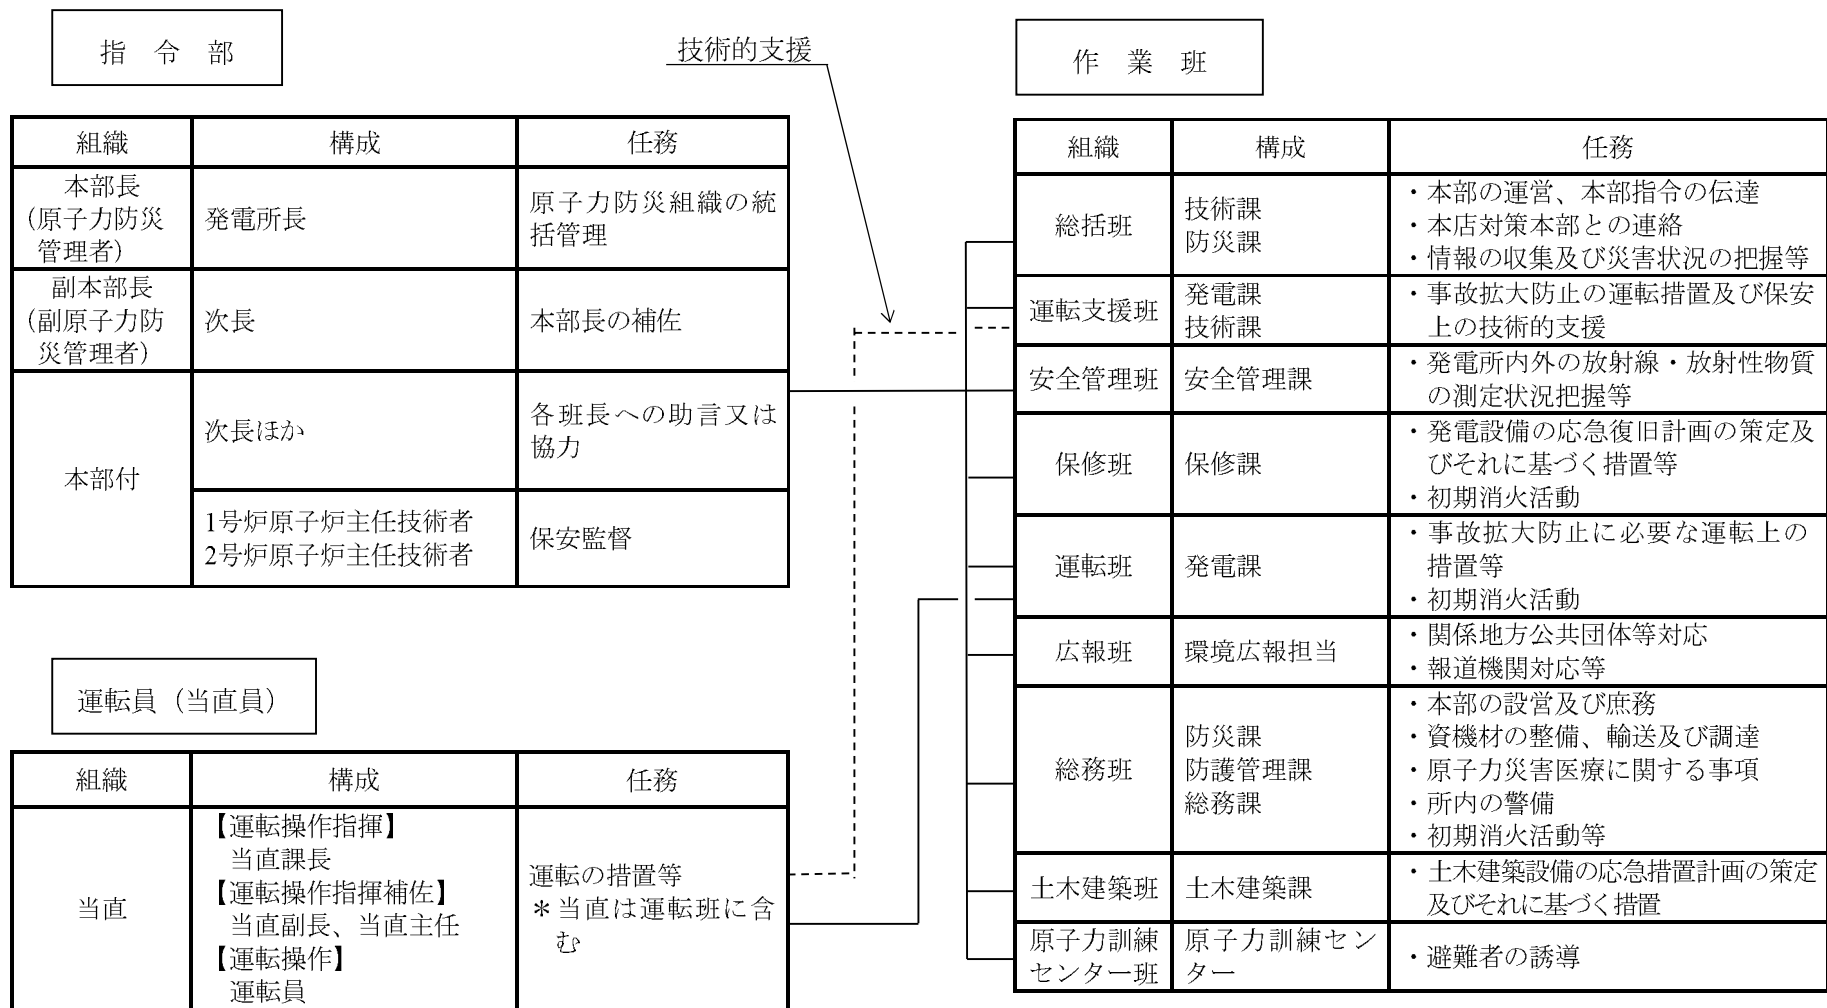 指 令 部
組織 構成 任務
本部長
（原子力防災
管理者）
発電所長
原子力防災組織の統
括管理
副本部長
（副原子力防
災管理者）
次長
本部長の補佐
本部付
次長ほか
各班長への助言又は
協力
1号炉原子炉主任技術者
2号炉原子炉主任技術者
保安監督
技術的支援
運転員（当直員）
組織 構成 任務
当直
【運転操作指揮】
当直課長
【運転操作指揮補佐】
当直副長、当直主任
【運転操作】
運転員
運転の措置等
＊当直は運転班に含
む
作 業 班
組織 構成 任務
総括班
技術課
防災課
・本部の運営、本部指令の伝達
・本店対策本部との連絡
・情報の収集及び災害状況の把握等
運転支援班
発電課
技術課
・事故拡大防止の運転措置及び保安
上の技術的支援
安全管理班
安全管理課
・発電所内外の放射線・放射性物質
の測定状況把握等
保修班
保修課
・発電設備の応急復旧計画の策定及
びそれに基づく措置等
・初期消火活動
運転班
発電課
・事故拡大防止に必要な運転上の
措置等
・初期消火活動
広報班
環境広報担当
・関係地方公共団体等対応
・報道機関対応等
総務班
防災課
防護管理課
総務課
・本部の設営及び庶務
・資機材の整備、輸送及び調達
・原子力災害医療に関する事項
・所内の警備
・初期消火活動等
土木建築班
土木建築課
・土木建築設備の応急措置計画の策定
及びそれに基づく措置
原子力訓練
センター班
原子力訓練セン
ター
・避難者の誘導